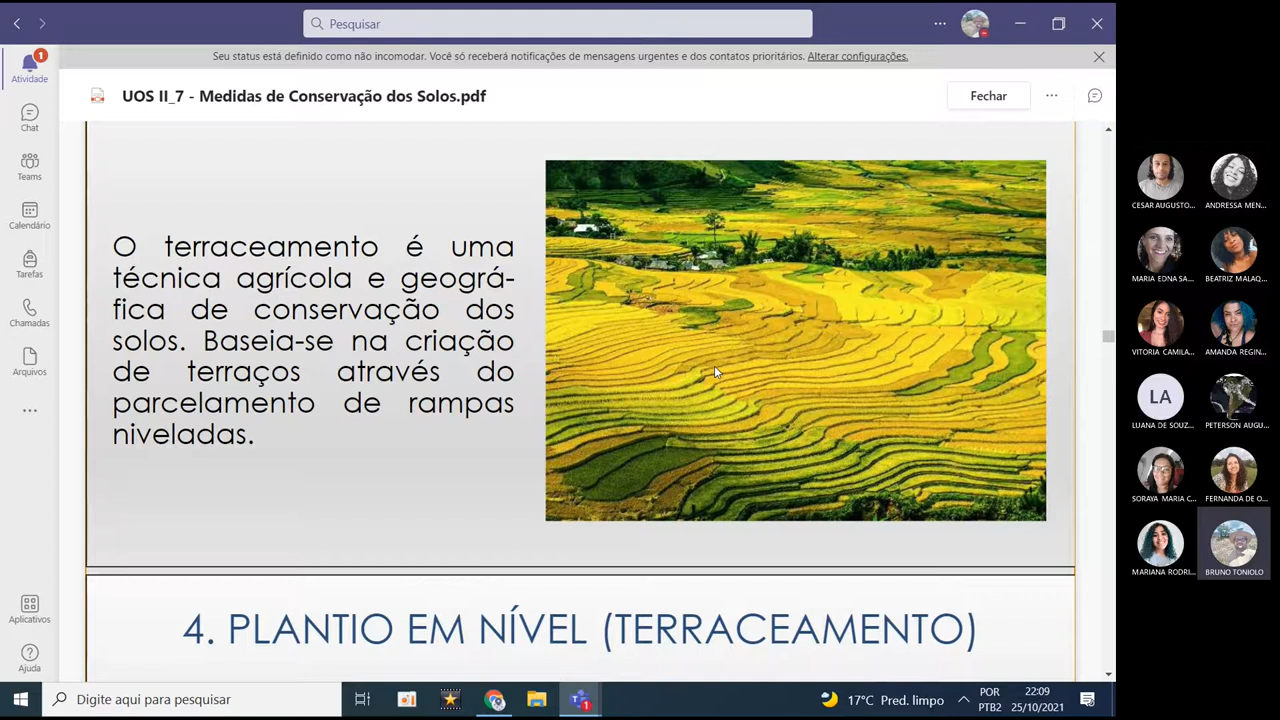 Pesquisar
Seu status está definido como não incomodar. Você só receberá notificações de mensagens urgentes e dos contatos prioritários. Alterar configurações.
1
Atividade
Chat
Teams
Calendário
Tarefas
Chamadas
Arquivos
Aplicativos
Ajuda
UOS II_7 - Medidas de Conservação dos Solos.pdf
Fechar
O terraceamento é uma
técnica agrícola e geográ-
fica de conservação dos
solos. Baseia-se na criação
de terraços através do
parcelamento de rampas
niveladas.
4. PLANTIO EM NÍVEL (TERRACEAMENTO)
CESAR AUGUSTO...
ANDRESSA MEN...
MARIA EDNA SA...
BEATRIZ MALAQ...
VITORIA CAMILA...
AMANDA REGIN...
LA
LUANA DE SOUZ...
PETERSON AUGU...
SORAYA MARIA C...
FERNANDA DE O...
MARIANA RODRI...
BRUNO TONIOLO
Digite aqui para pesquisar
1
17°C Pred. limpo
POR
PTB2
22:09
25/10/2021